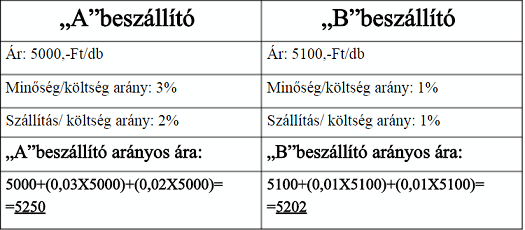 „A”beszállító
„B”beszállító
Ár: 5000,-Ft/db
Ár: 5100,-Ft/db
Minőség/költség arány: 3%
Minőség/költség arány: 1%
Szállítás/ költség arány: 2%
Szállítás/ költség arány: 1%
„A”beszállító arányos ára:
„B”beszállító arányos ára:
5000+(0,03X5000)+(0,02X5000)=
=5250
5100+(0,01X5100)+(0,01X5100)=
=5202